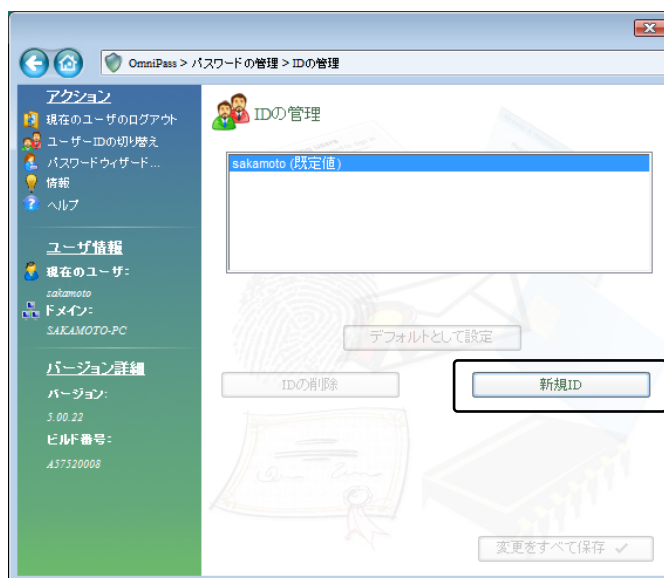 OmniPass > パスワードの管理 > IDの管理
アクション
現在のユーザのログアウト
ユーザーIDの切り替え
パスワードウィザード...
情報
ヘルプ
ユーザ情報
現在のユーザ:
sakamoto
ドメイン:
SAKAMOTO-PC
バージョン詳細
バージョン:
5.00.22
ビルド番号:
A57520008
IDの管理
sakamoto (既定値)
デフォルトとして設定
IDの削除
新規ID
変更をすべて保存